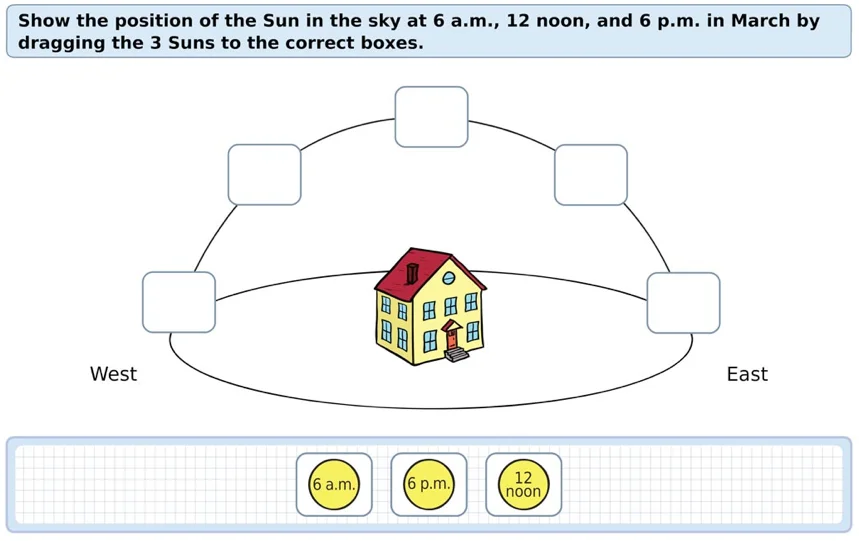 Show the position of the Sun in the sky at 6 a.m., 12 noon, and 6 p.m. in March by
dragging the 3 Suns to the correct boxes.
West
East
6 a.m.
6 p.m.
12
noon